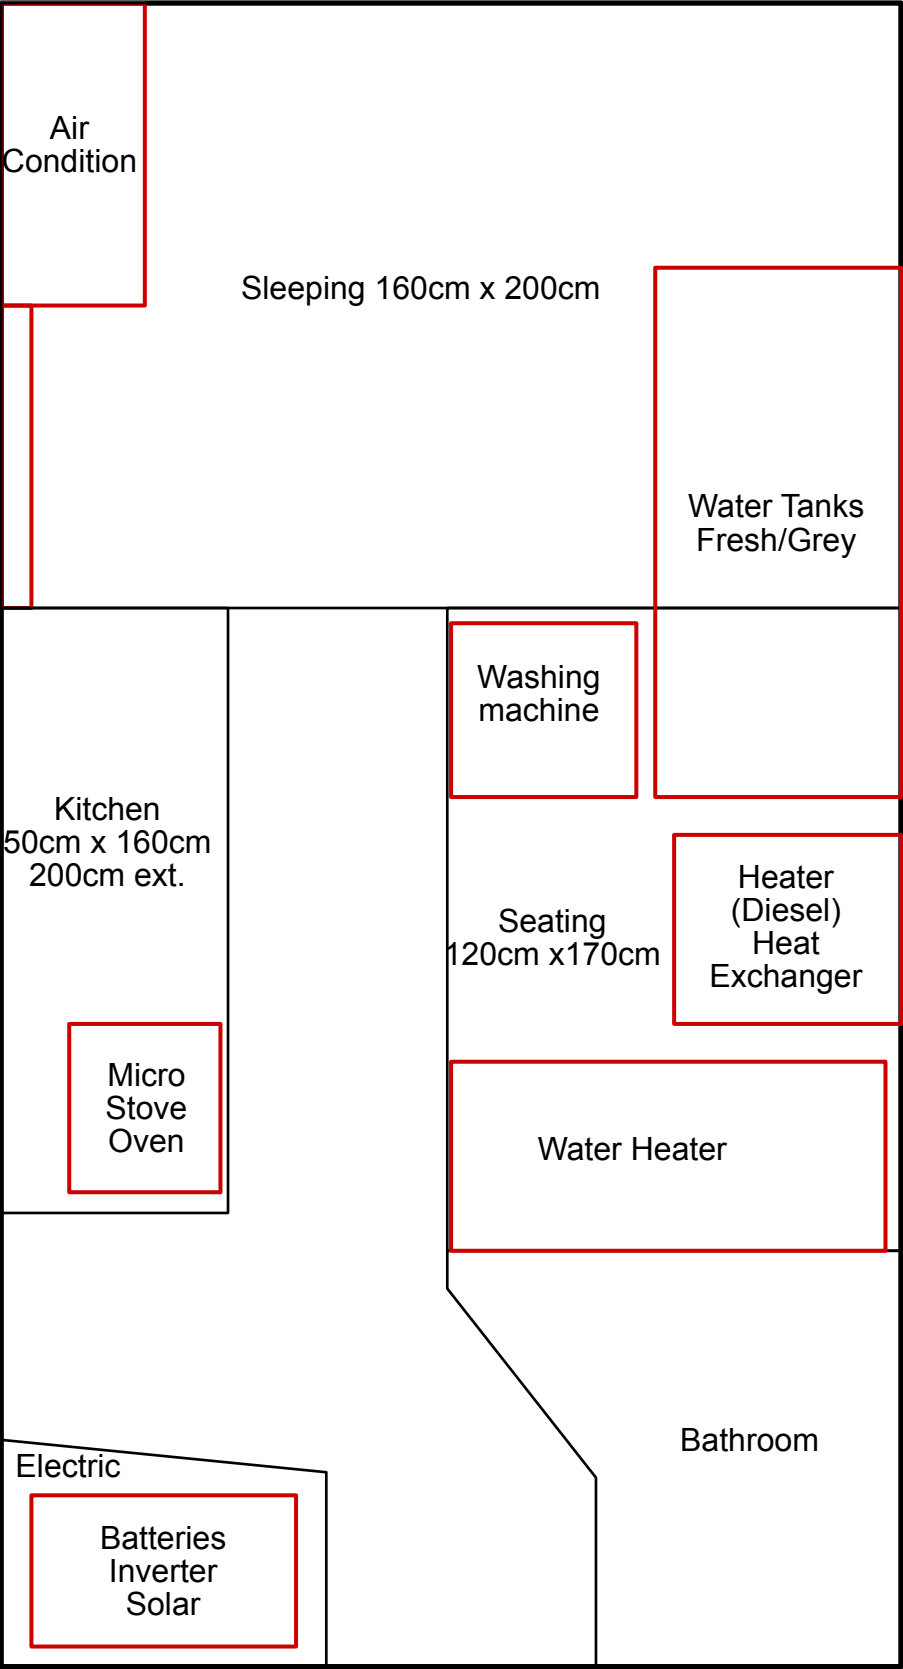 Air
Condition
Sleeping 160cm x 200cm
Water Tanks
Fresh/Grey
Washing
machine
Kitchen
50cm x 160cm
200cm ext.
Heater
(Diesel)
Heat
Exchanger
Seating
120cm x170cm
Micro
Stove
Oven
Water Heater
Bathroom
Electric
Batteries
Inverter
Solar